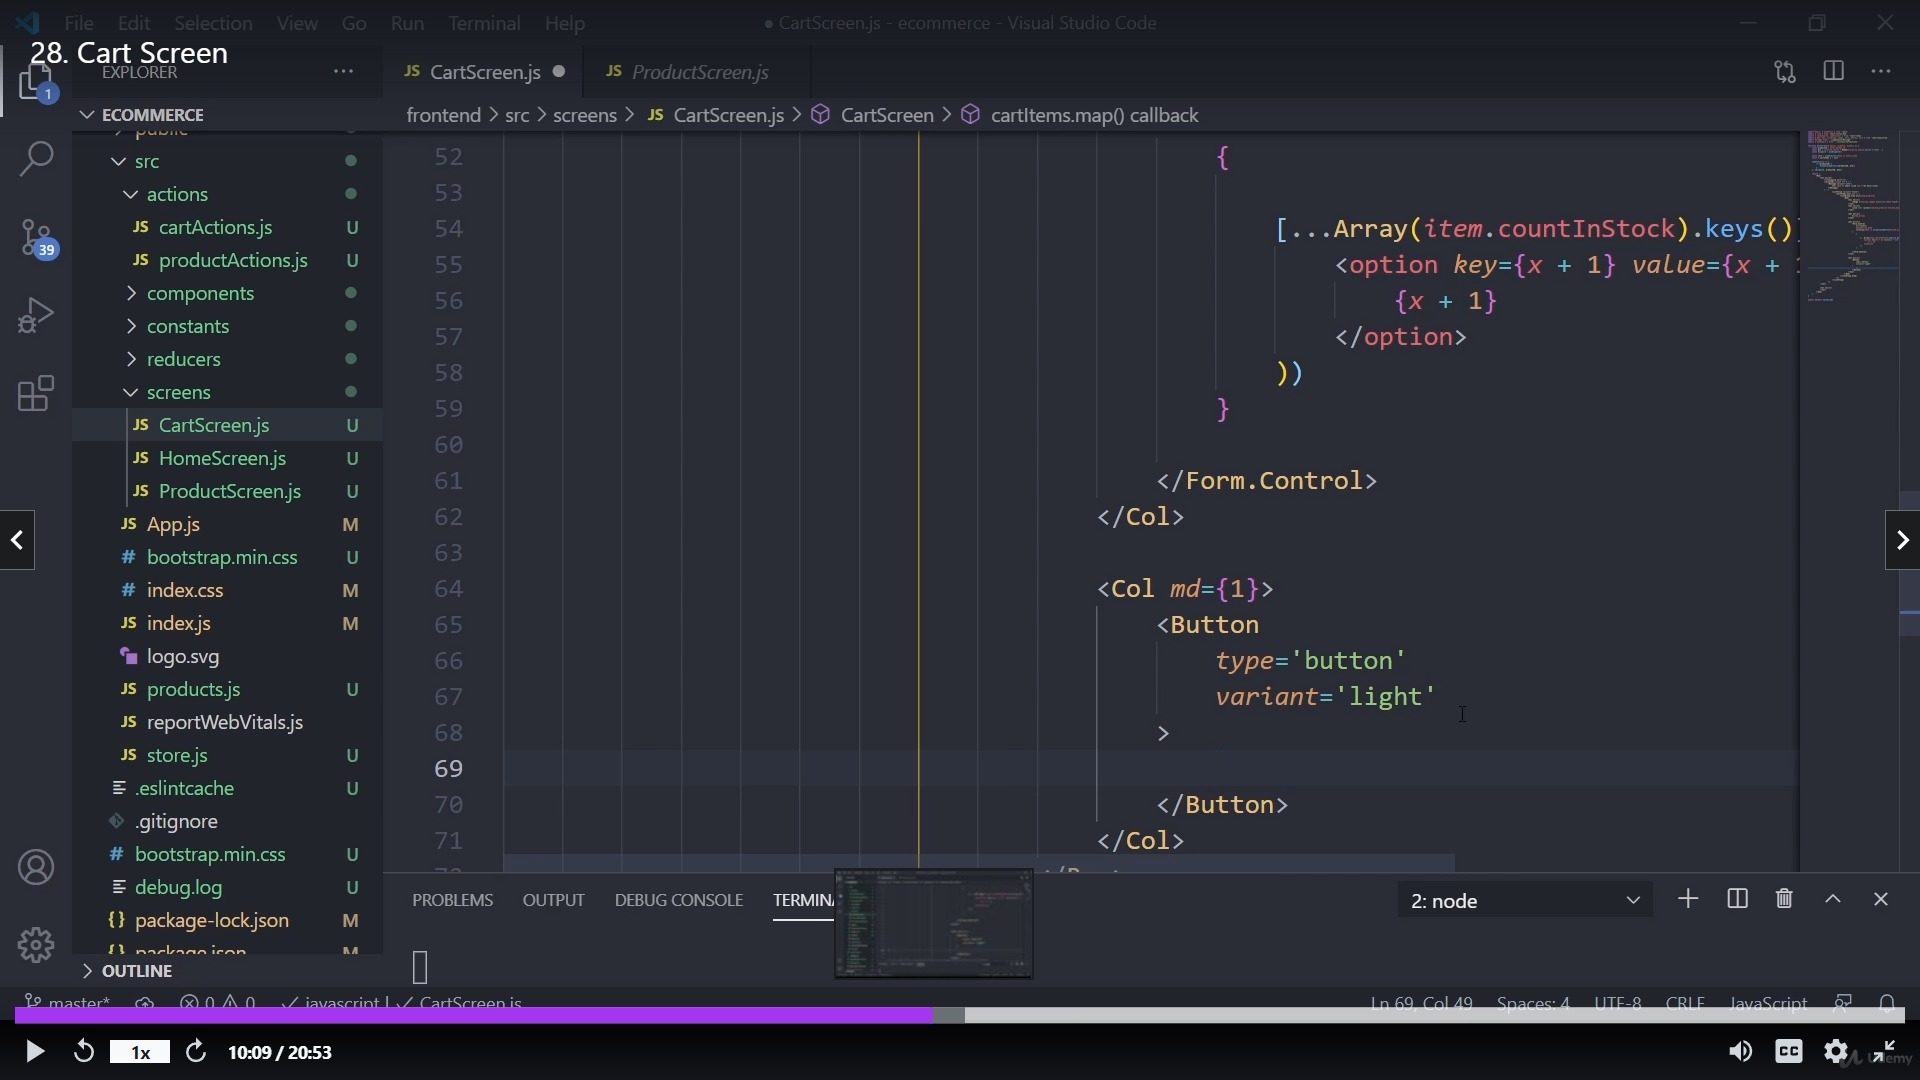 File Edit Selection View Go Run Terminal Help
● CartScreen.js - ecommerce - Visual Studio Code
28. Cart Screen
EXPLORER
JS CartScreen.js
JS ProductScreen.js
ECOMMERCE
frontend > src > screens > JS CartScreen.js > CartScreen > cartItems.map() callback
public
src
actions
JS cartActions.js U
JS productActions.js U
components
constants
reducers
screens
JS CartScreen.js U
JS HomeScreen.js U
JS ProductScreen.js U
JS App.js M
# bootstrap.min.css U
# index.css M
JS index.js M
logo.svg
JS products.js U
JS reportWebVitals.js
JS store.js U
.eslintcache U
.gitignore
# bootstrap.min.css U
debug.log U
{} package-lock.json M
{} package.json M
OUTLINE
1
39
52 {
53
54 [...Array(item.countInStock).keys()]
55 <option key={x + 1} value={x + 1
56 {x + 1}
57 </option>
58 ))
59 }
60
61 </Form.Control>
62 </Col>
63
64 <Col md={1}>
65 <Button
66 type='button'
67 variant='light'
68 >
69
70 </Button>
71 </Col>
72
PROBLEMS OUTPUT DEBUG CONSOLE TERMINA
2: node
master* 0 0 javascript | CartScreen.js
Ln 69, Col 49 Spaces: 4 UTF-8 CRLF JavaScript
1x
10:09 / 20:53
CC
Udemy